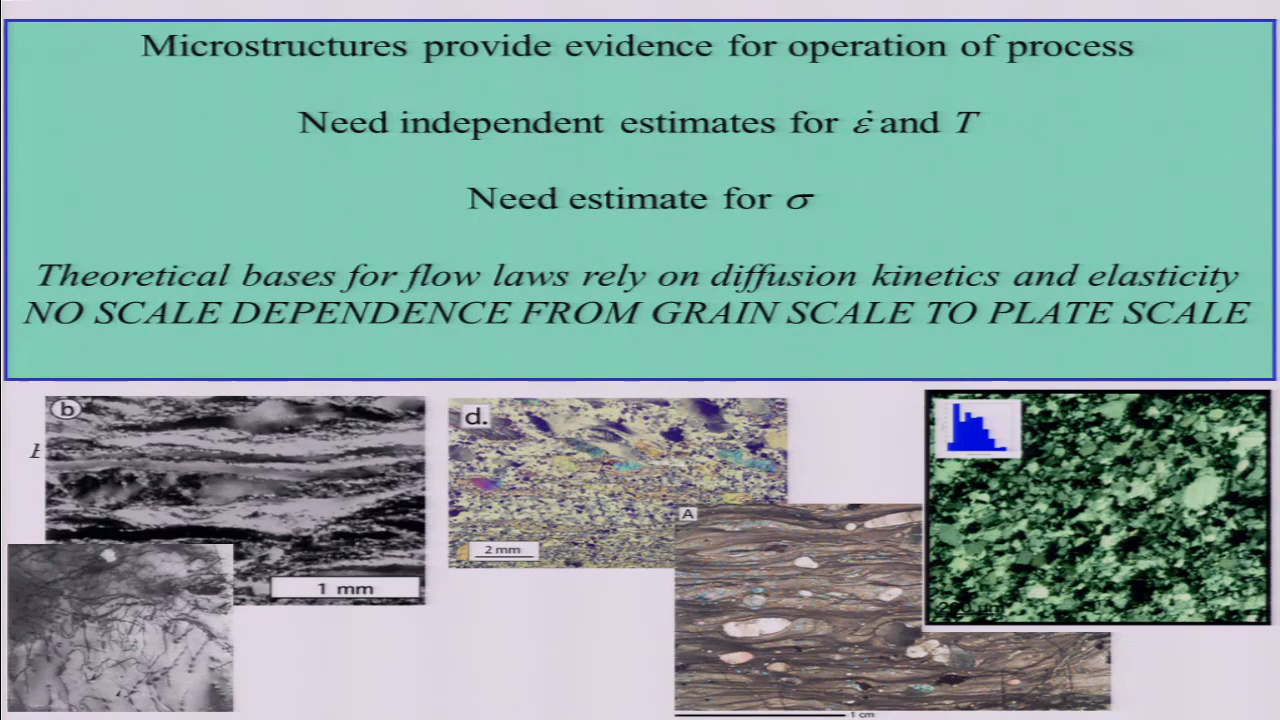 Microstructures provide evidence for operation of process
Need independent estimates for ε̇ and T
Need estimate for σ
Theoretical bases for flow laws rely on diffusion kinetics and elasticity
NO SCALE DEPENDENCE FROM GRAIN SCALE TO PLATE SCALE
b
1 mm
d.
2 mm
A
1 cm